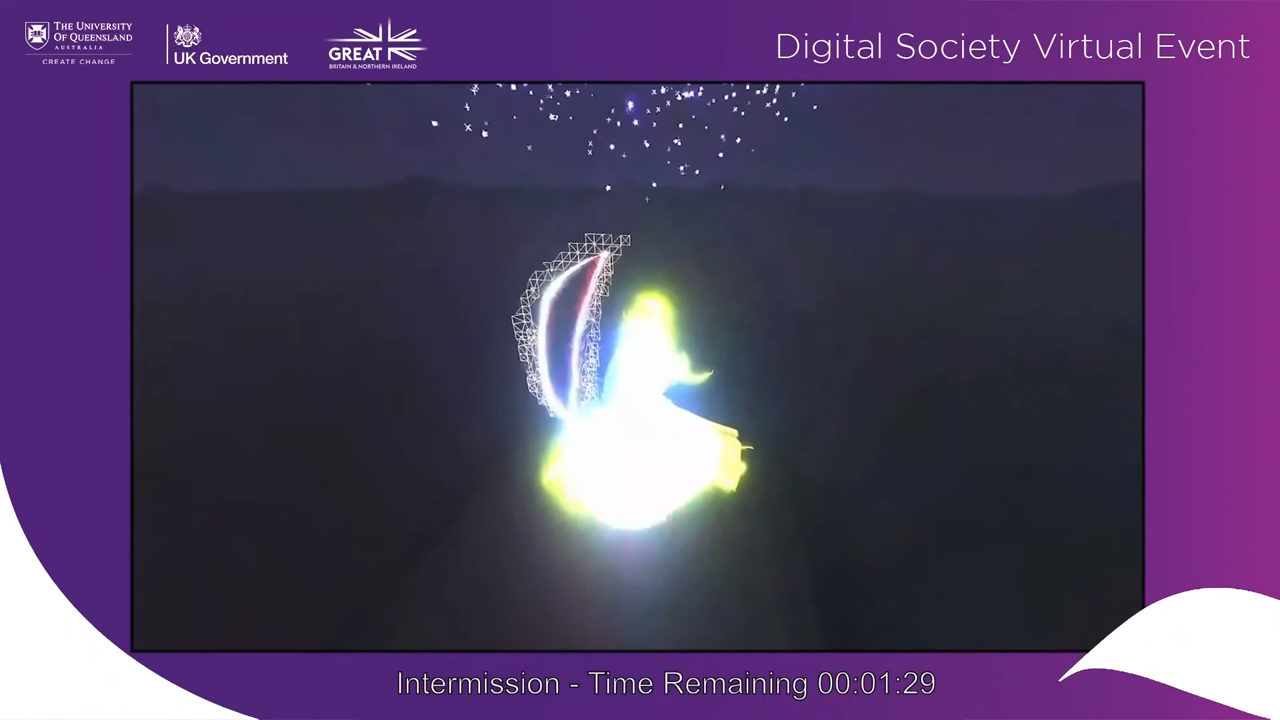 THE UNIVERSITY
OF QUEENSLAND
AUSTRALIA
CREATE CHANGE
UK Government
GREAT
BRITAIN & NORTHERN IRELAND
Digital Society Virtual Event
Intermission - Time Remaining 00:01:29